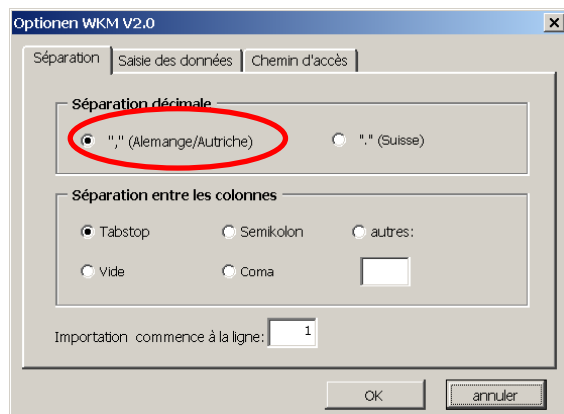 Optionen WKM V2.0
Séparation Saisie des données Chemin d'accès
Séparation décimale
"," (Alemange/Autriche) "." (Suisse)
Séparation entre les colonnes
Tabstop Semikolon autres:
Vide Coma
Importation commence à la ligne: 1
OK annuler